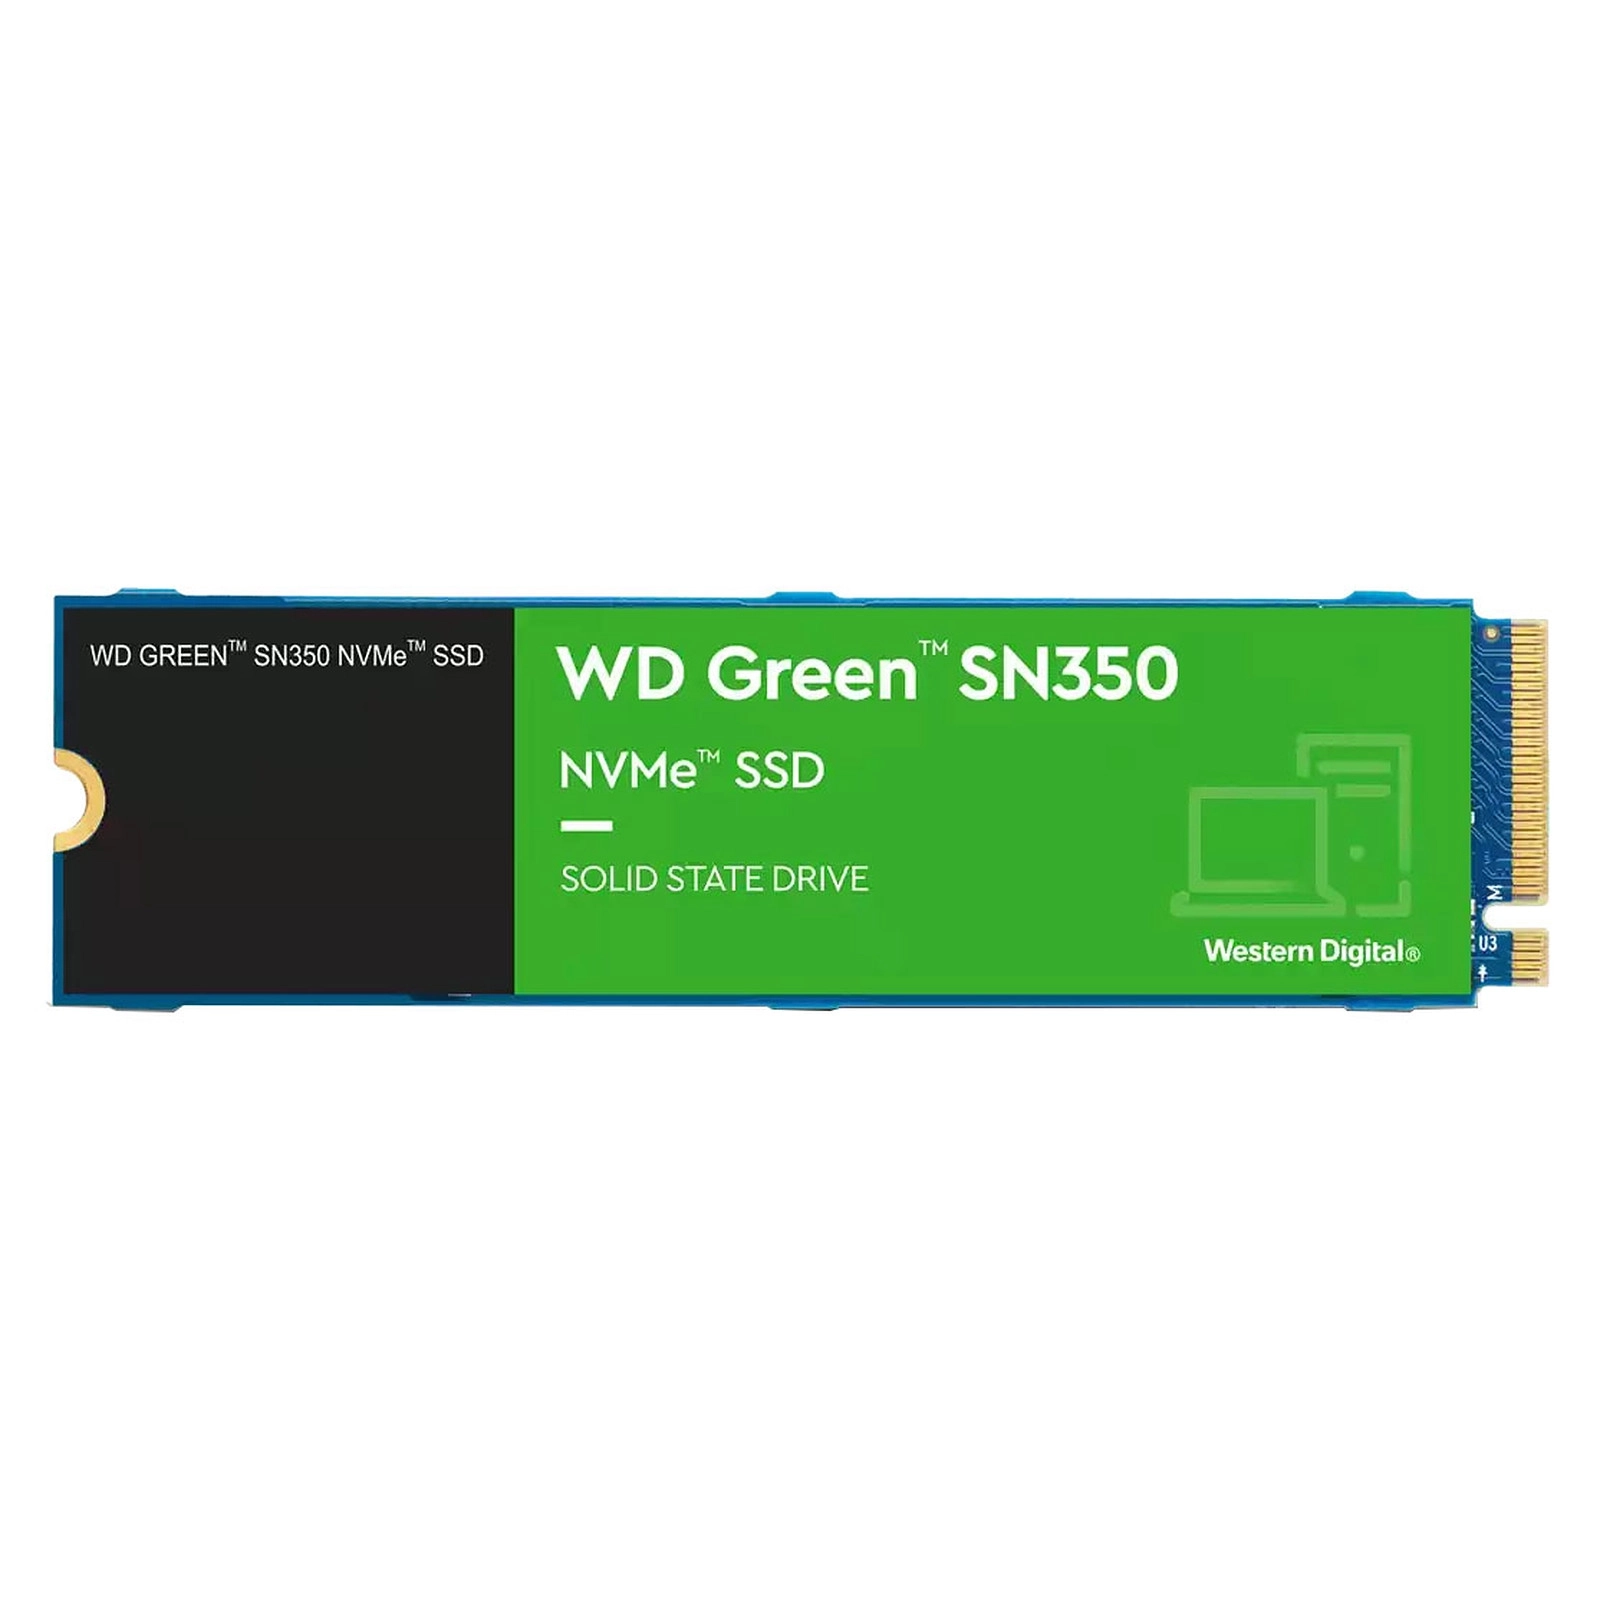 WD GREEN™ SN350 NVMe™ SSD
WD Green™ SN350
NVMe™ SSD
SOLID STATE DRIVE
Western Digital®
M
U3